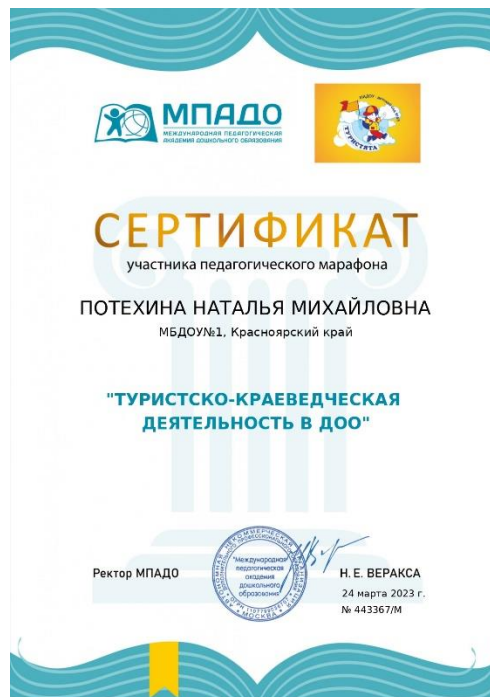 МПАДО
МЕЖДУНАРОДНАЯ ПЕДАГОГИЧЕСКАЯ
АКАДЕМИЯ ДОШКОЛЬНОГО ОБРАЗОВАНИЯ
ТУРИСТЯТА
СЕРТИФИКАТ
участника педагогического марафона
ПОТЕХИНА НАТАЛЬЯ МИХАЙЛОВНА
МБДОУ№1, Красноярский край
"ТУРИСТСКО-КРАЕВЕДЧЕСКАЯ
ДЕЯТЕЛЬНОСТЬ В ДОО"
"Международная
педагогическая
академия
дошкольного
образования"
МОСКВА
Ректор МПАДО
Н. Е. ВЕРАКСА
24 марта 2023 г.
№ 443367/М